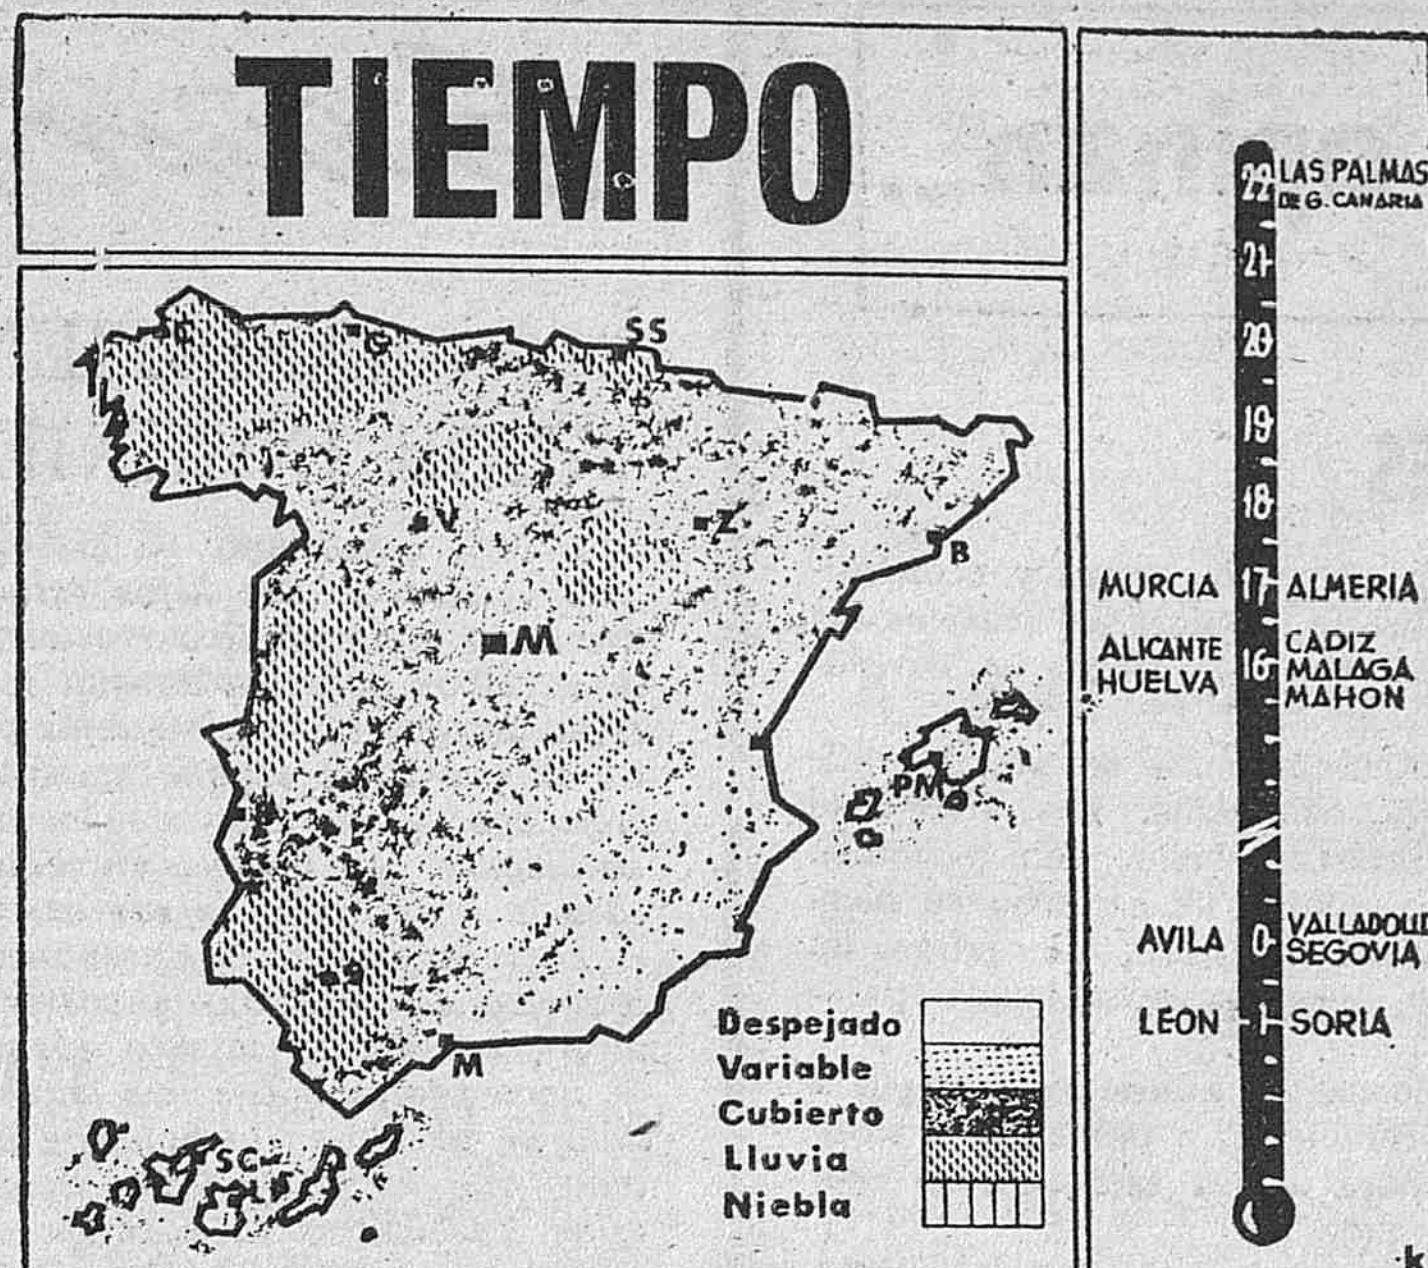 TIEMPO
C
G
SS
V
Z
B
M
PM
S
M
SC
LP
Despejado
Variable
Cubierto
Lluvia
Niebla
22 LAS PALMAS
DE G. CANARIA
21
20
19
18
MURCIA 17 ALMERIA
ALICANTE 16 CADIZ
HUELVA MALAGA
MAHON
AVILA 0 VALLADOLID
SEGOVIA
LEON -1 SORIA